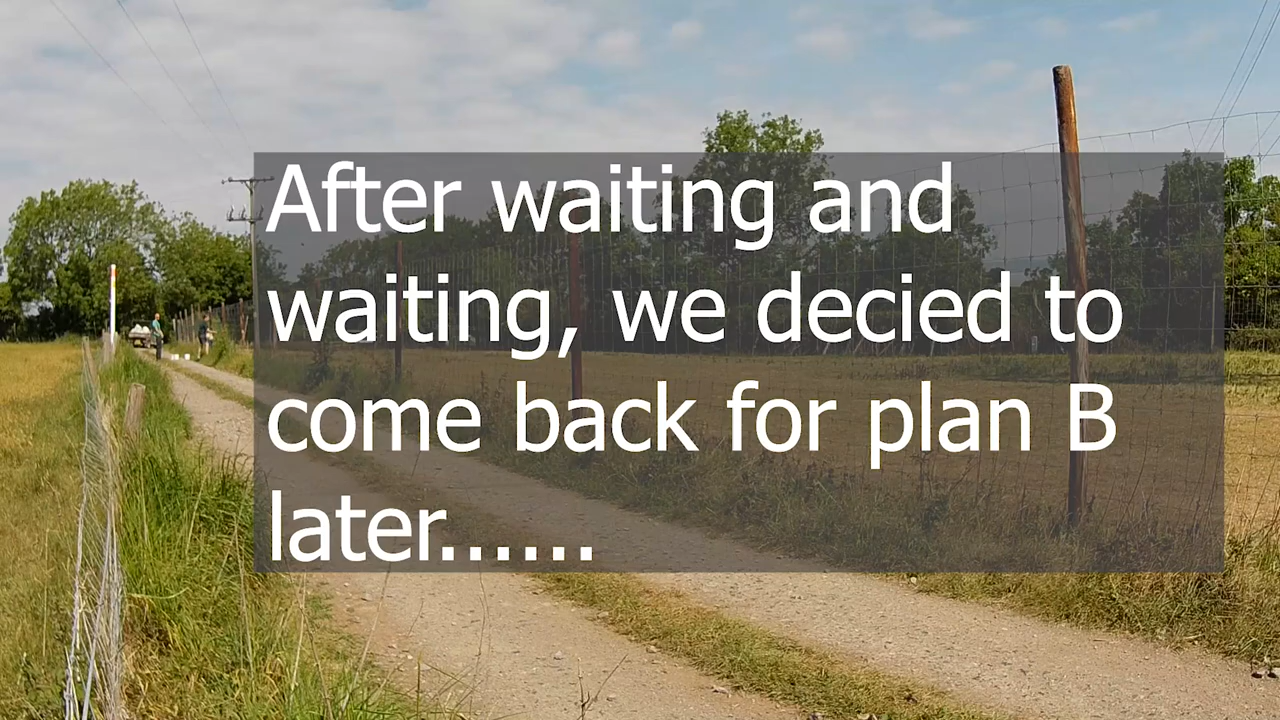 After waiting and
waiting, we decied to
come back for plan B
later......